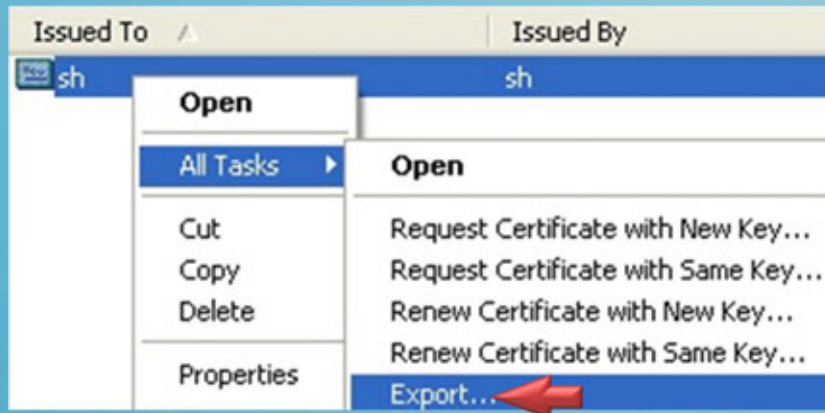 Issued To Issued By
sh sh
Open
All Tasks
Open
Cut
Copy
Delete
Properties
Request Certificate with New Key...
Request Certificate with Same Key...
Renew Certificate with New Key...
Renew Certificate with Same Key...
Export...